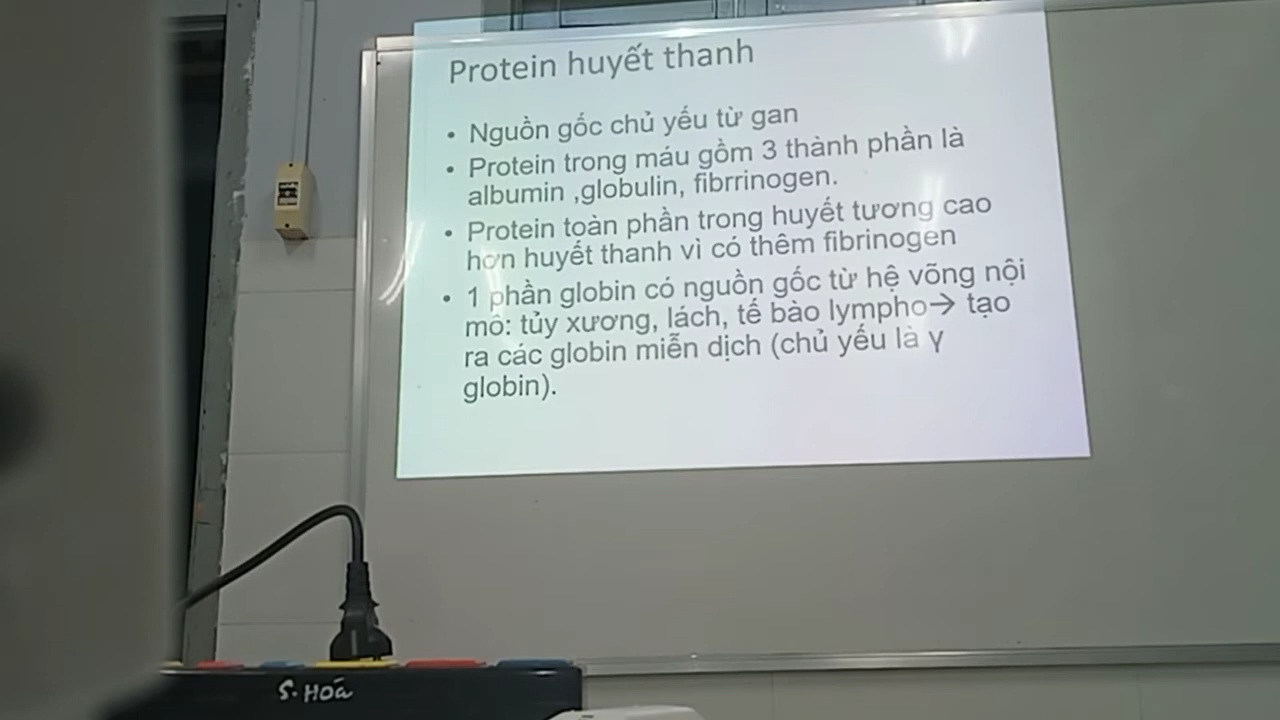 Protein huyết thanh
• Nguồn gốc chủ yếu từ gan
• Protein trong máu gồm 3 thành phần là
albumin ,globulin, fibrrinogen.
• Protein toàn phần trong huyết tương cao
hơn huyết thanh vì có thêm fibrinogen
• 1 phần globin có nguồn gốc từ hệ võng nội
mô: tủy xương, lách, tế bào lympho→ tạo
ra các globin miễn dịch (chủ yếu là γ
globin).
S. HOá